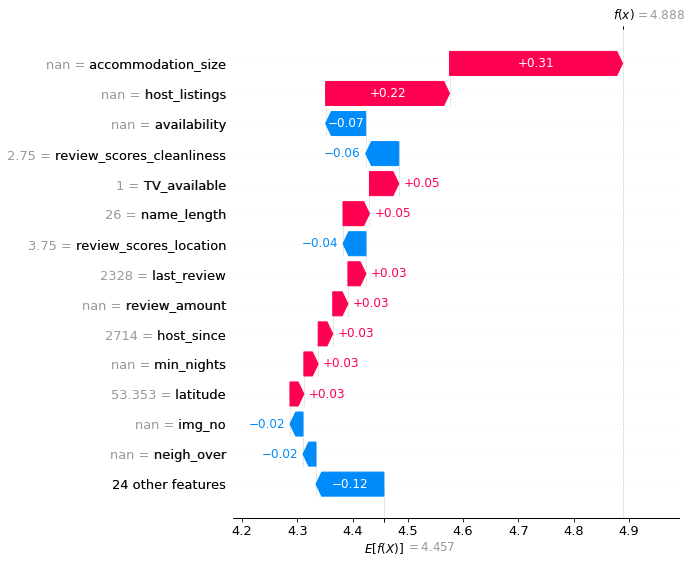 f(x) = 4.888
nan = accommodation_size
+0.31
nan = host_listings
+0.22
nan = availability
−0.07
2.75 = review_scores_cleanliness
−0.06
1 = TV_available
+0.05
26 = name_length
+0.05
3.75 = review_scores_location
−0.04
2328 = last_review
+0.03
nan = review_amount
+0.03
2714 = host_since
+0.03
nan = min_nights
+0.03
53.353 = latitude
+0.03
nan = img_no
−0.02
nan = neigh_over
−0.02
24 other features
−0.12
4.2 4.3 4.4 4.5 4.6 4.7 4.8 4.9
E[f(X)] = 4.457